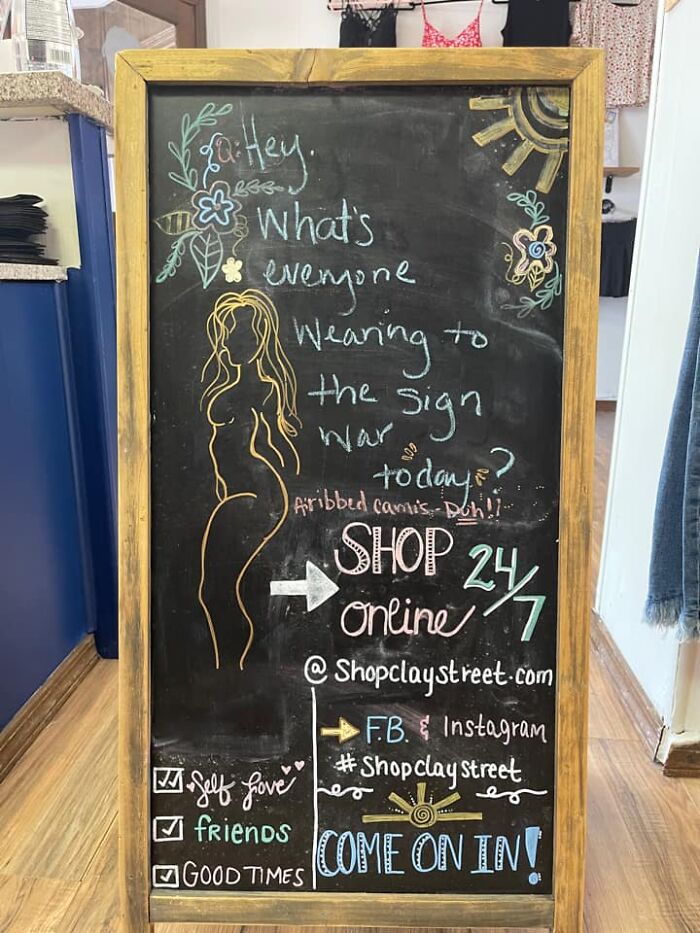 Q: Hey.
What's
everyone
Wearing to
the sign
war
today?
A: ribbed camis - Duh!!
SHOP
online
24/7
@ Shopclaystreet.com
F.B. & Instagram
# Shopclaystreet
Self Love
friends
GOOD TIMES
COME ON IN!